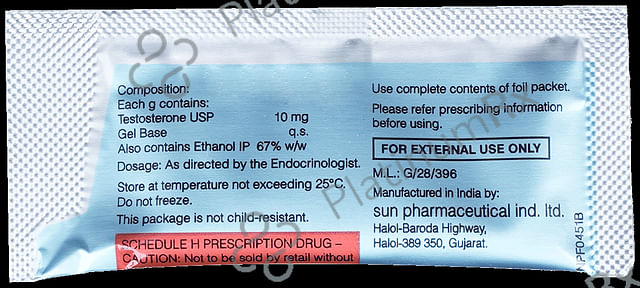 Composition:
Each g contains:
Testosterone USP 10 mg
Gel Base q.s.
Also contains Ethanol IP 67% w/w
Dosage: As directed by the Endocrinologist.
Store at temperature not exceeding 25°C.
Do not freeze.
This package is not child-resistant.
SCHEDULE H PRESCRIPTION DRUG –
CAUTION: Not to be sold by retail without
Use complete contents of foil packet.
Please refer prescribing information
before using.
FOR EXTERNAL USE ONLY
M.L.: G/28/396
Manufactured in India by:
sun pharmaceutical ind. ltd.
Halol-Baroda Highway,
Halol-389 350, Gujarat.
NPF0451B